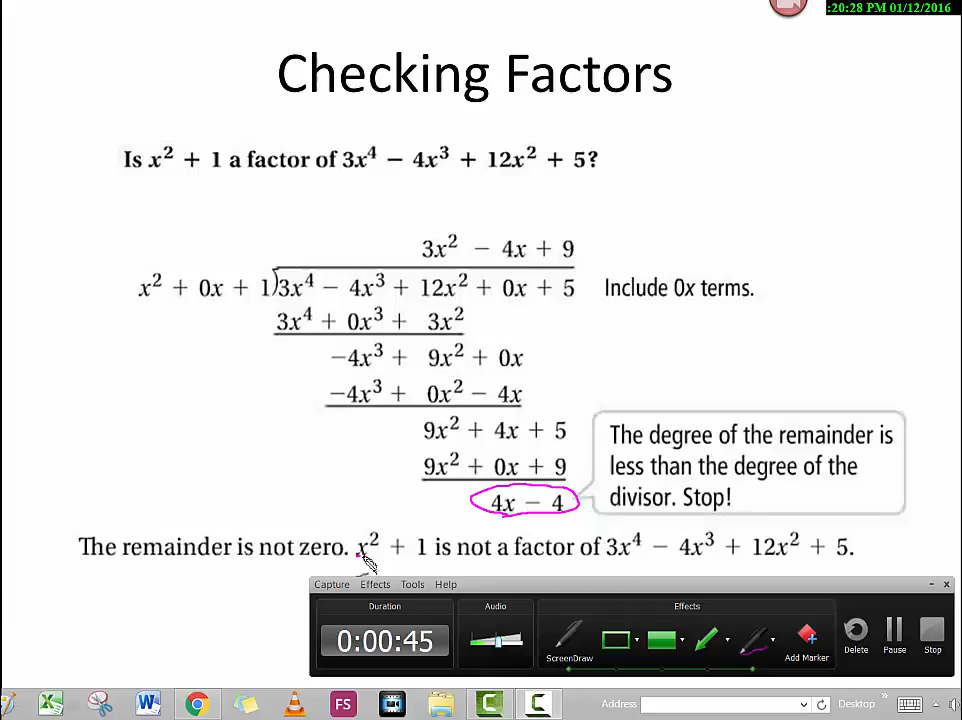 :20:28 PM 01/12/2016
Checking Factors
Is x² + 1 a factor of 3x⁴ − 4x³ + 12x² + 5?
3x² − 4x + 9
x² + 0x + 1)3x⁴ − 4x³ + 12x² + 0x + 5 Include 0x terms.
3x⁴ + 0x³ + 3x²
−4x³ + 9x² + 0x
−4x³ + 0x² − 4x
9x² + 4x + 5
9x² + 0x + 9
4x − 4
The degree of the remainder is
less than the degree of the
divisor. Stop!
The remainder is not zero. x² + 1 is not a factor of 3x⁴ − 4x³ + 12x² + 5.
Capture Effects Tools Help
Duration Audio Effects
0:00:45
ScreenDraw Add Marker Delete Pause Stop
FS Address Desktop